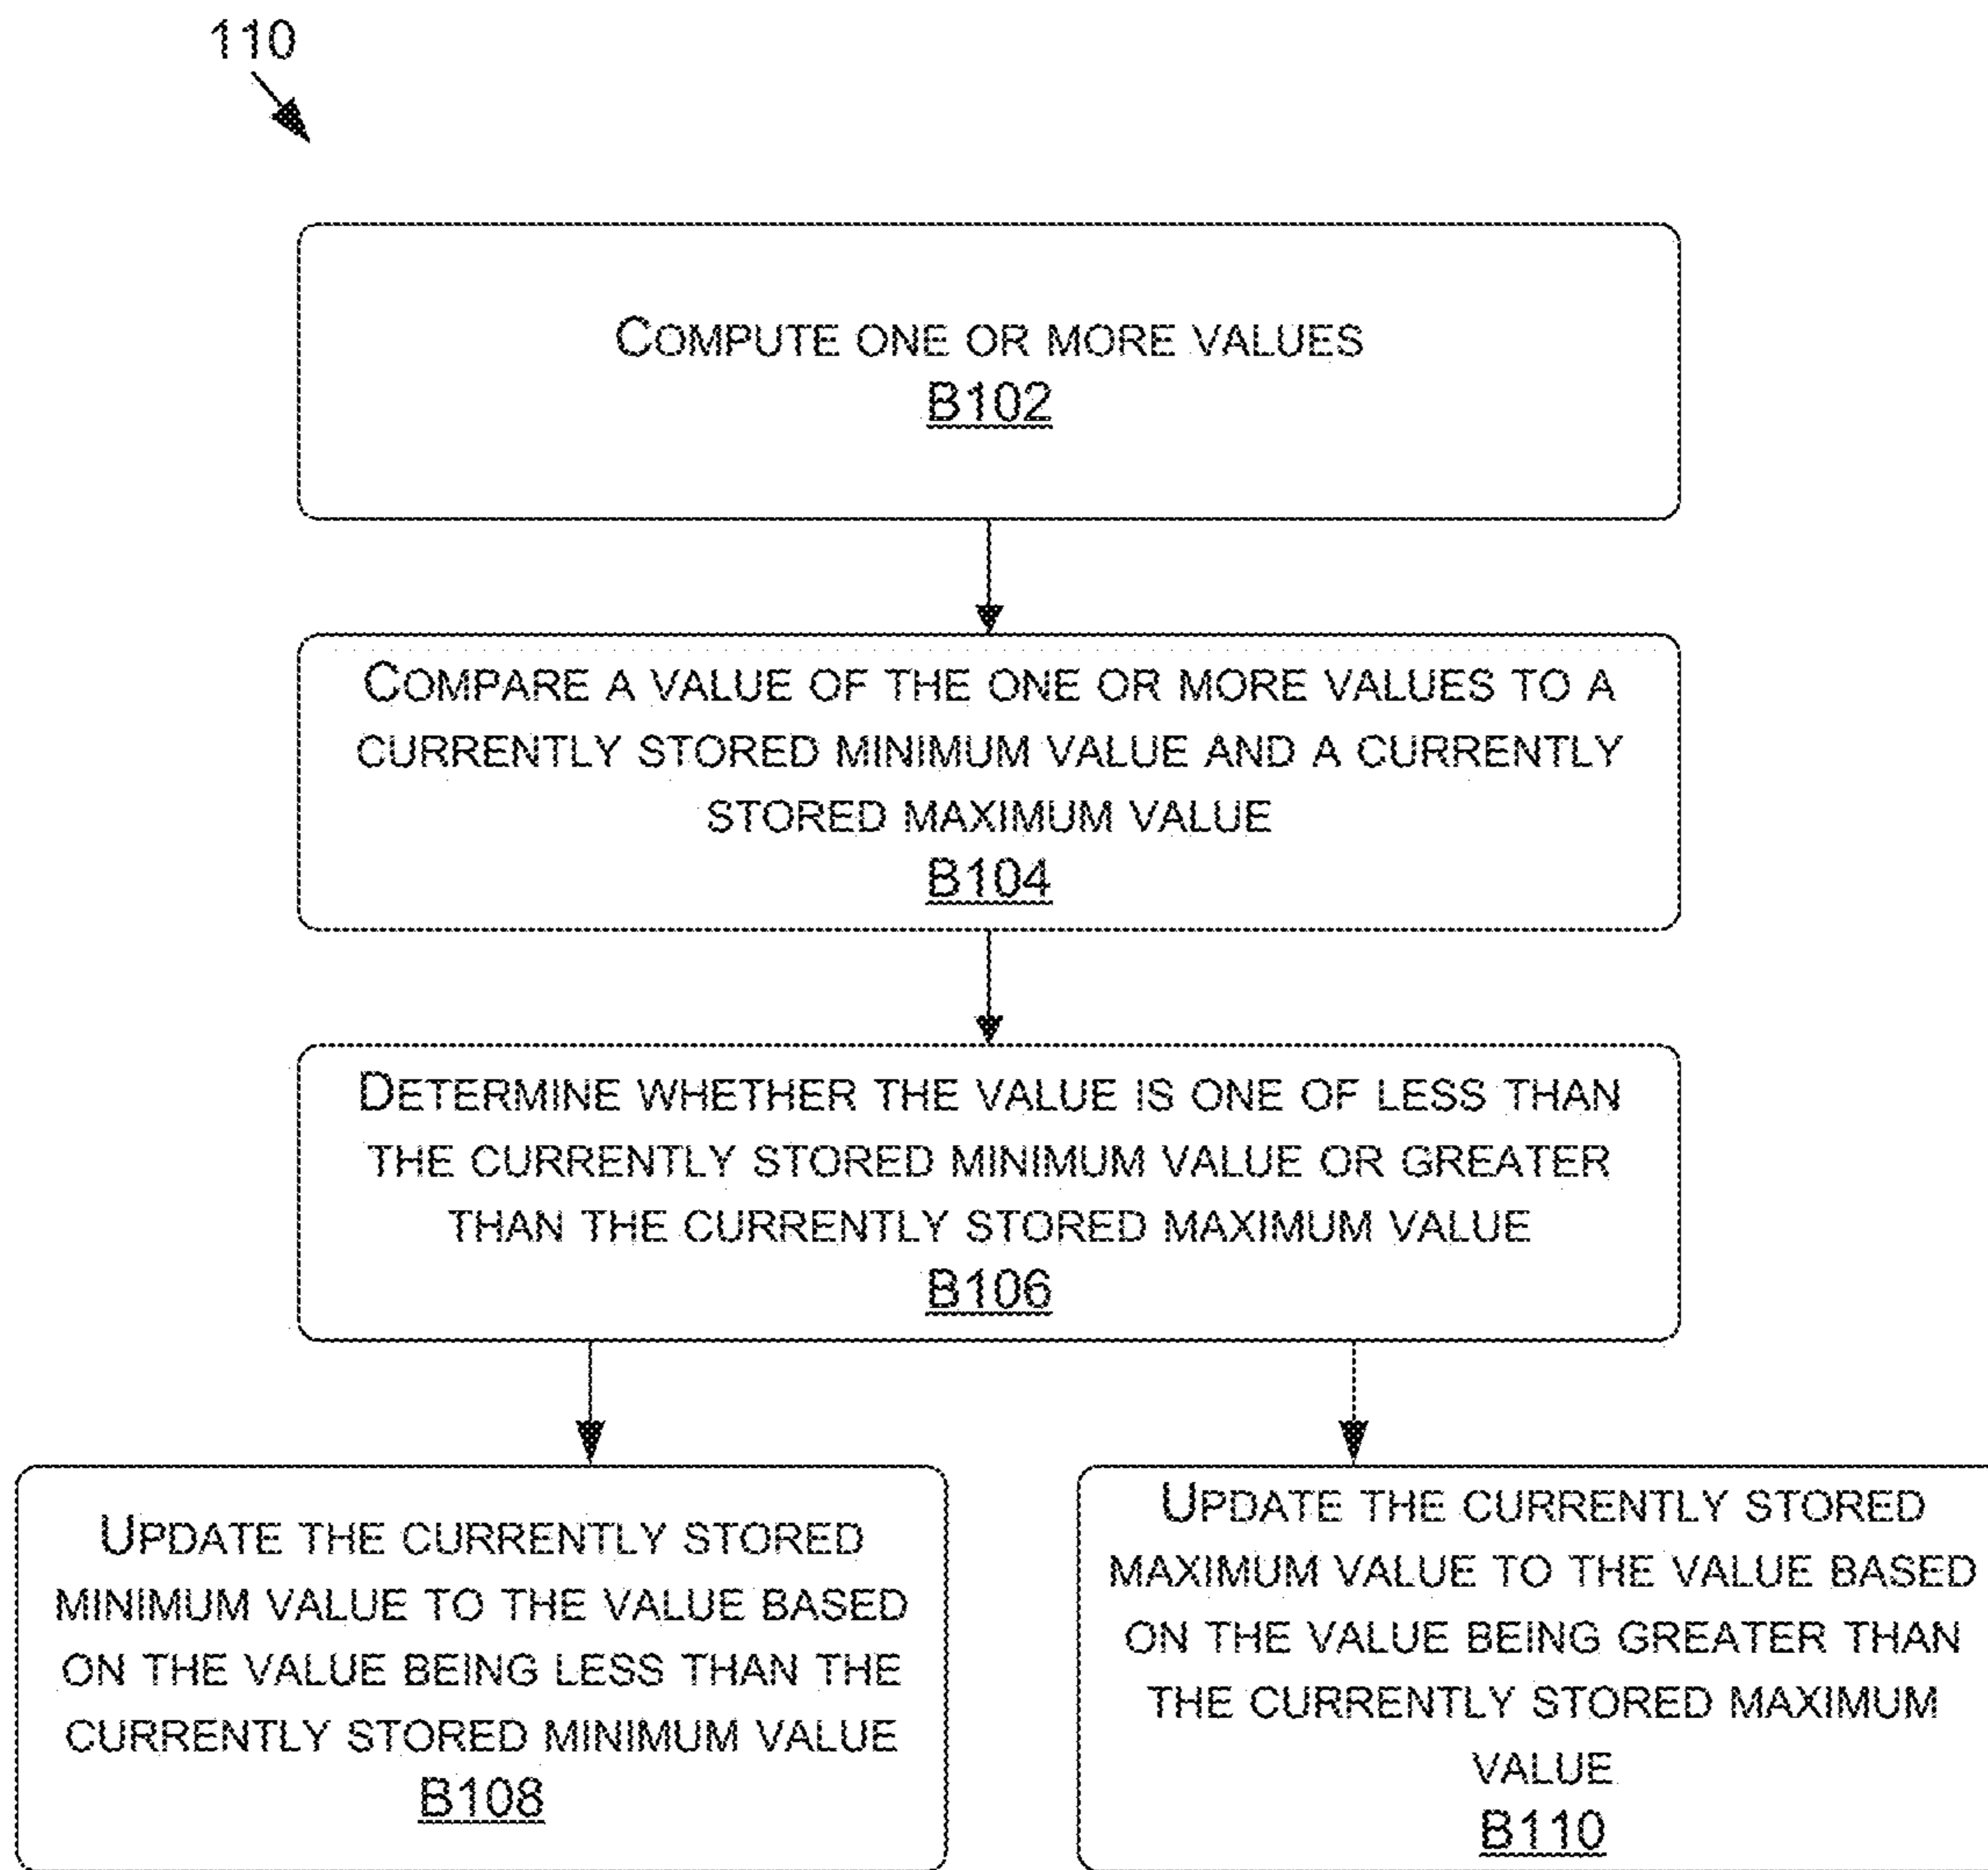 110
COMPUTE ONE OR MORE VALUES
B102
COMPARE A VALUE OF THE ONE OR MORE VALUES TO A
CURRENTLY STORED MINIMUM VALUE AND A CURRENTLY
STORED MAXIMUM VALUE
B104
DETERMINE WHETHER THE VALUE IS ONE OF LESS THAN
THE CURRENTLY STORED MINIMUM VALUE OR GREATER
THAN THE CURRENTLY STORED MAXIMUM VALUE
B106
UPDATE THE CURRENTLY STORED
MINIMUM VALUE TO THE VALUE BASED
ON THE VALUE BEING LESS THAN THE
CURRENTLY STORED MINIMUM VALUE
B108
UPDATE THE CURRENTLY STORED
MAXIMUM VALUE TO THE VALUE BASED
ON THE VALUE BEING GREATER THAN
THE CURRENTLY STORED MAXIMUM
VALUE
B110